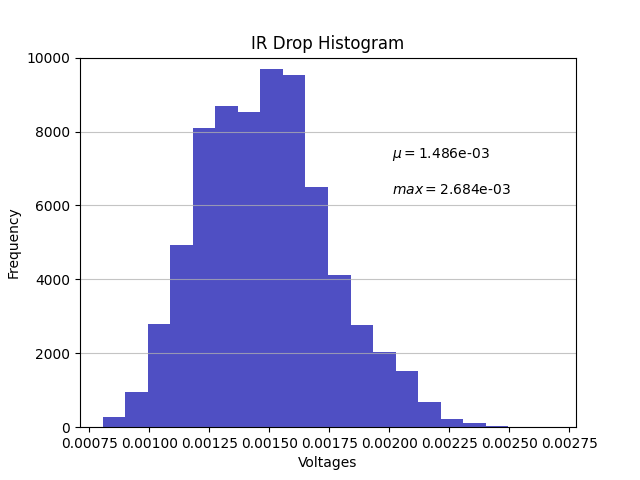 IR Drop Histogram
10000
8000
6000
4000
2000
0
Frequency
μ = 1.486e-03
max = 2.684e-03
0.00075 0.00100 0.00125 0.00150 0.00175 0.00200 0.00225 0.00250 0.00275
Voltages